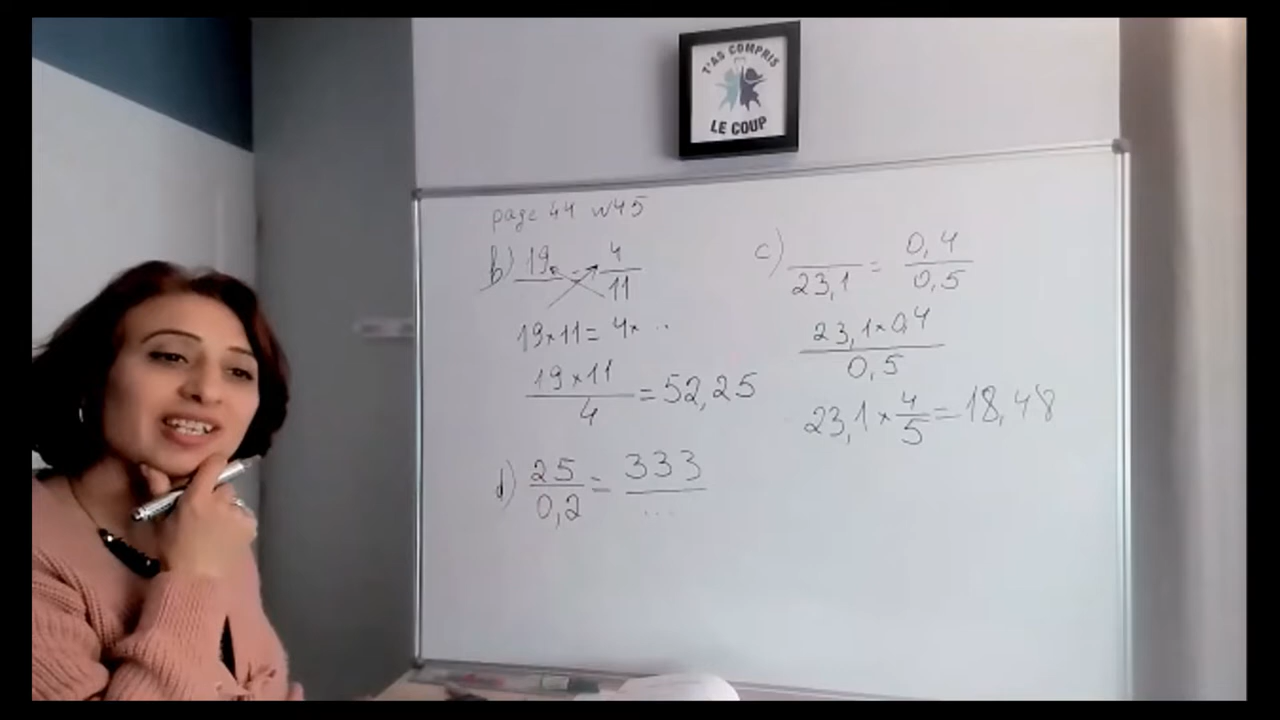 T'AS COMPRIS
LE COUP
page 44 n45
b) 19 = 4/11
19×11 = 4× ..
19×11/4 = 52,25
d) 25/0,2 = 333/...
c) /23,1 = 0,4/0,5
23,1×0,4/0,5
23,1×4/5 = 18,48